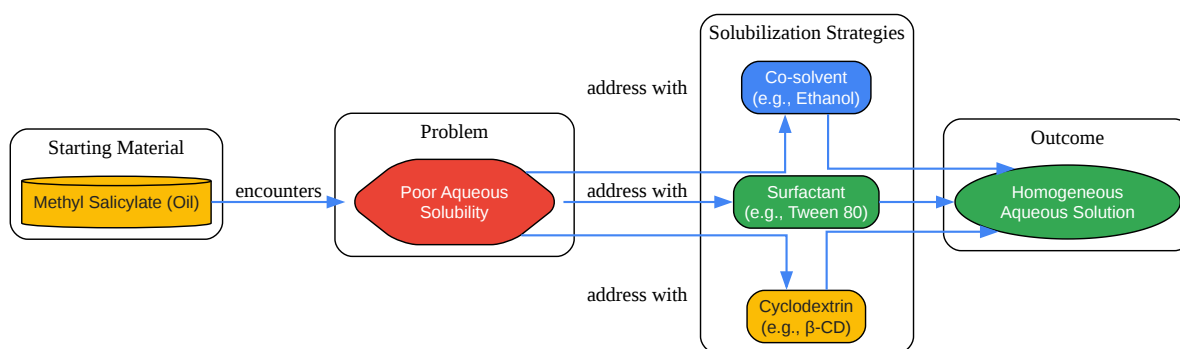 Starting Material
Methyl Salicylate (Oil)
encounters
Problem
Poor Aqueous
Solubility
address with
address with
address with
Solubilization Strategies
Co-solvent
(e.g., Ethanol)
Surfactant
(e.g., Tween 80)
Cyclodextrin
(e.g., β-CD)
Outcome
Homogeneous
Aqueous Solution